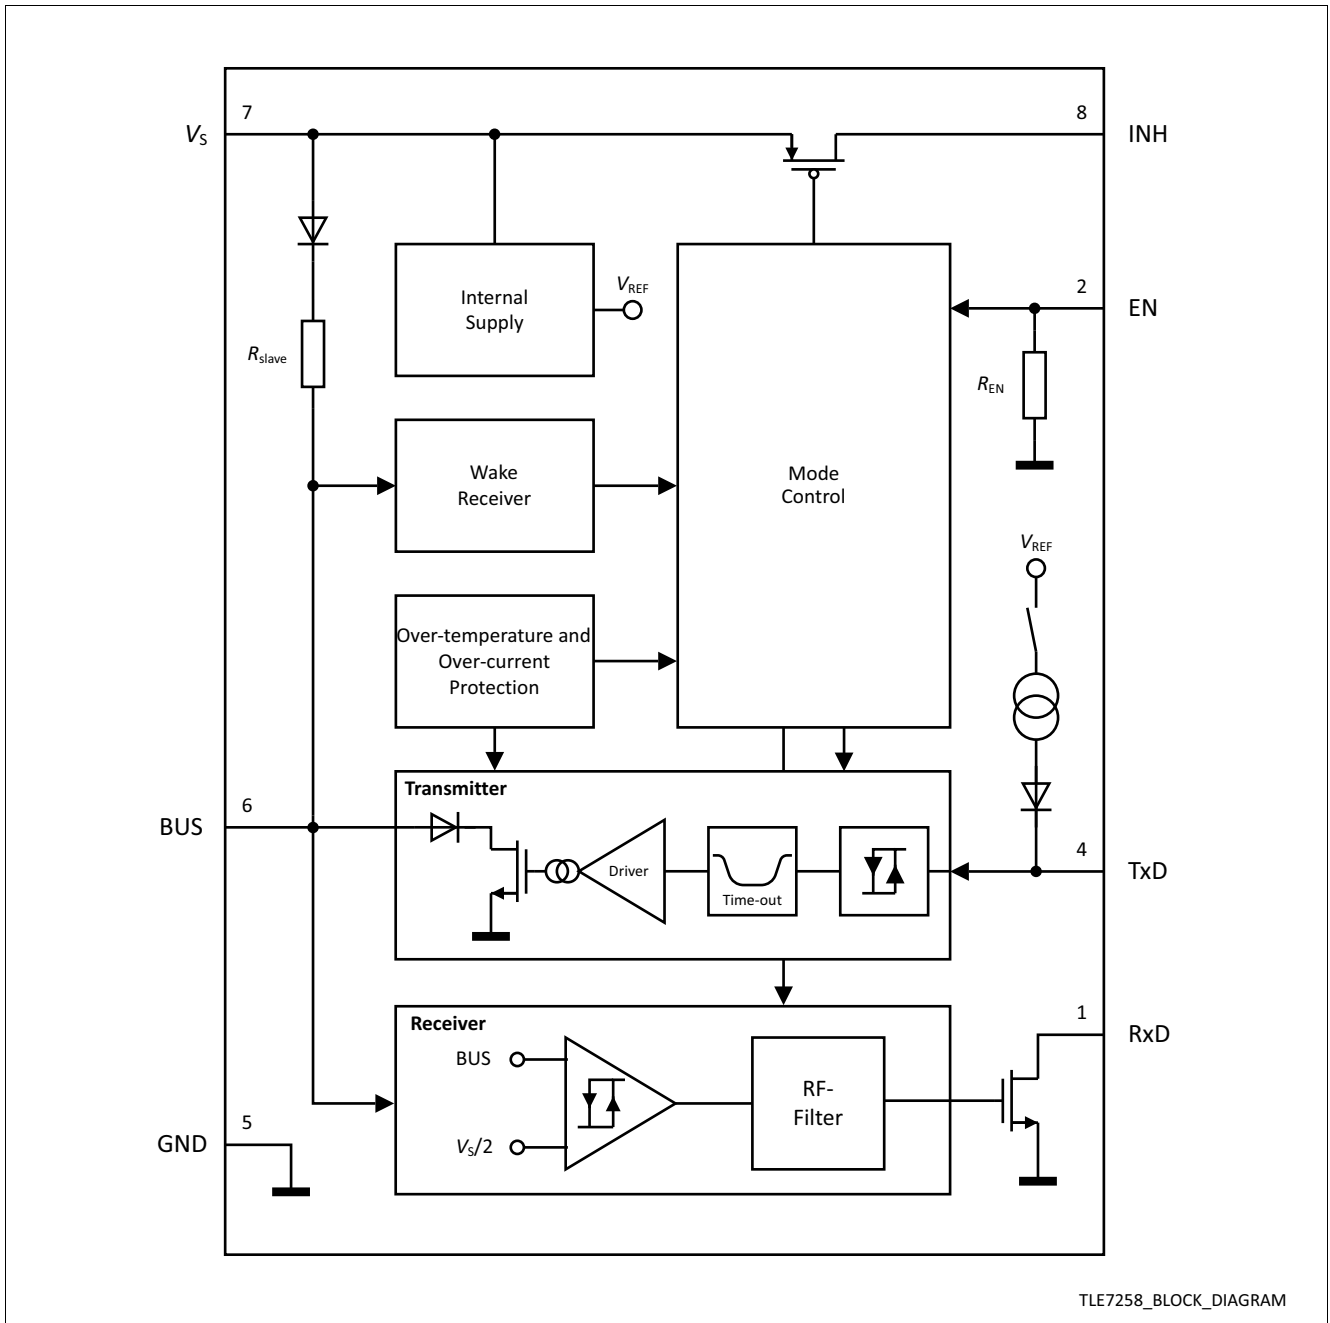 7
8
VS
INH
VREF
2
Internal
Supply
EN
Rslave
REN
Wake
Receiver
Mode
Control
VREF
Over-temperature and
Over-current
Protection
Transmitter
6
BUS
4
Driver
Time-out
TxD
1
Receiver
RxD
BUS
RF-
Filter
5
GND
VS/2
TLE7258_BLOCK_DIAGRAM